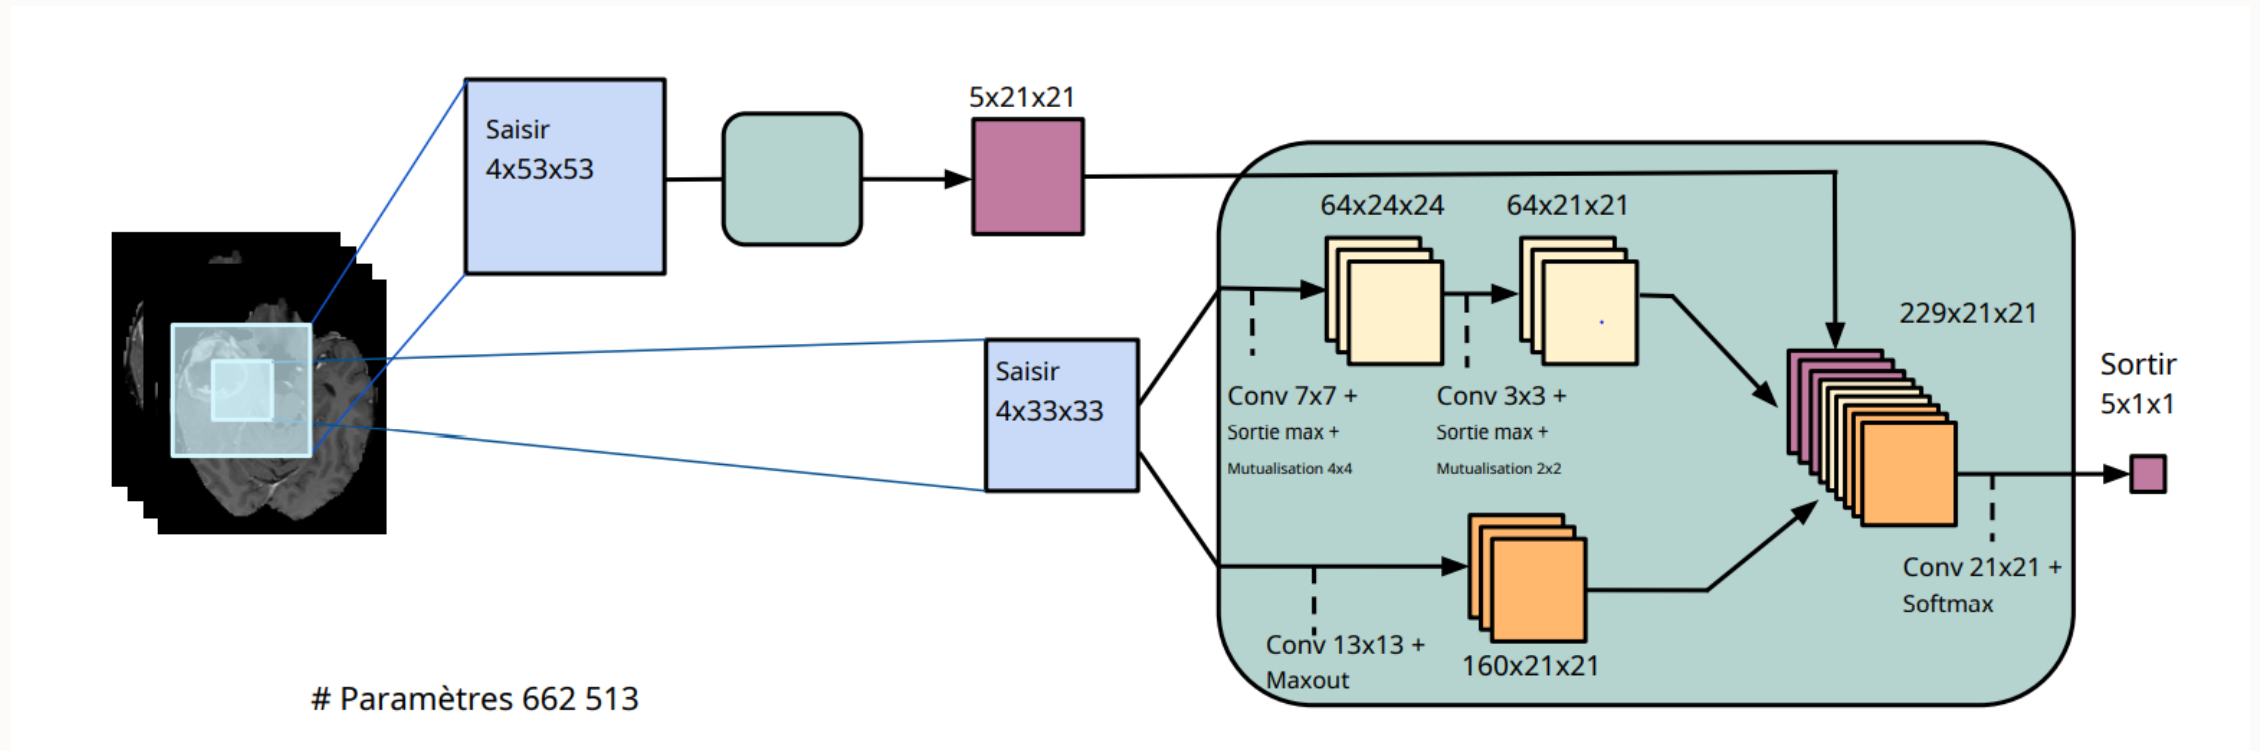 Saisir
4x53x53
5x21x21
Saisir
4x33x33
64x24x24
64x21x21
Conv 7x7 +
Sortie max +
Mutualisation 4x4
Conv 3x3 +
Sortie max +
Mutualisation 2x2
229x21x21
Conv 13x13 +
Maxout
160x21x21
Conv 21x21 +
Softmax
Sortir
5x1x1
# Paramètres 662 513